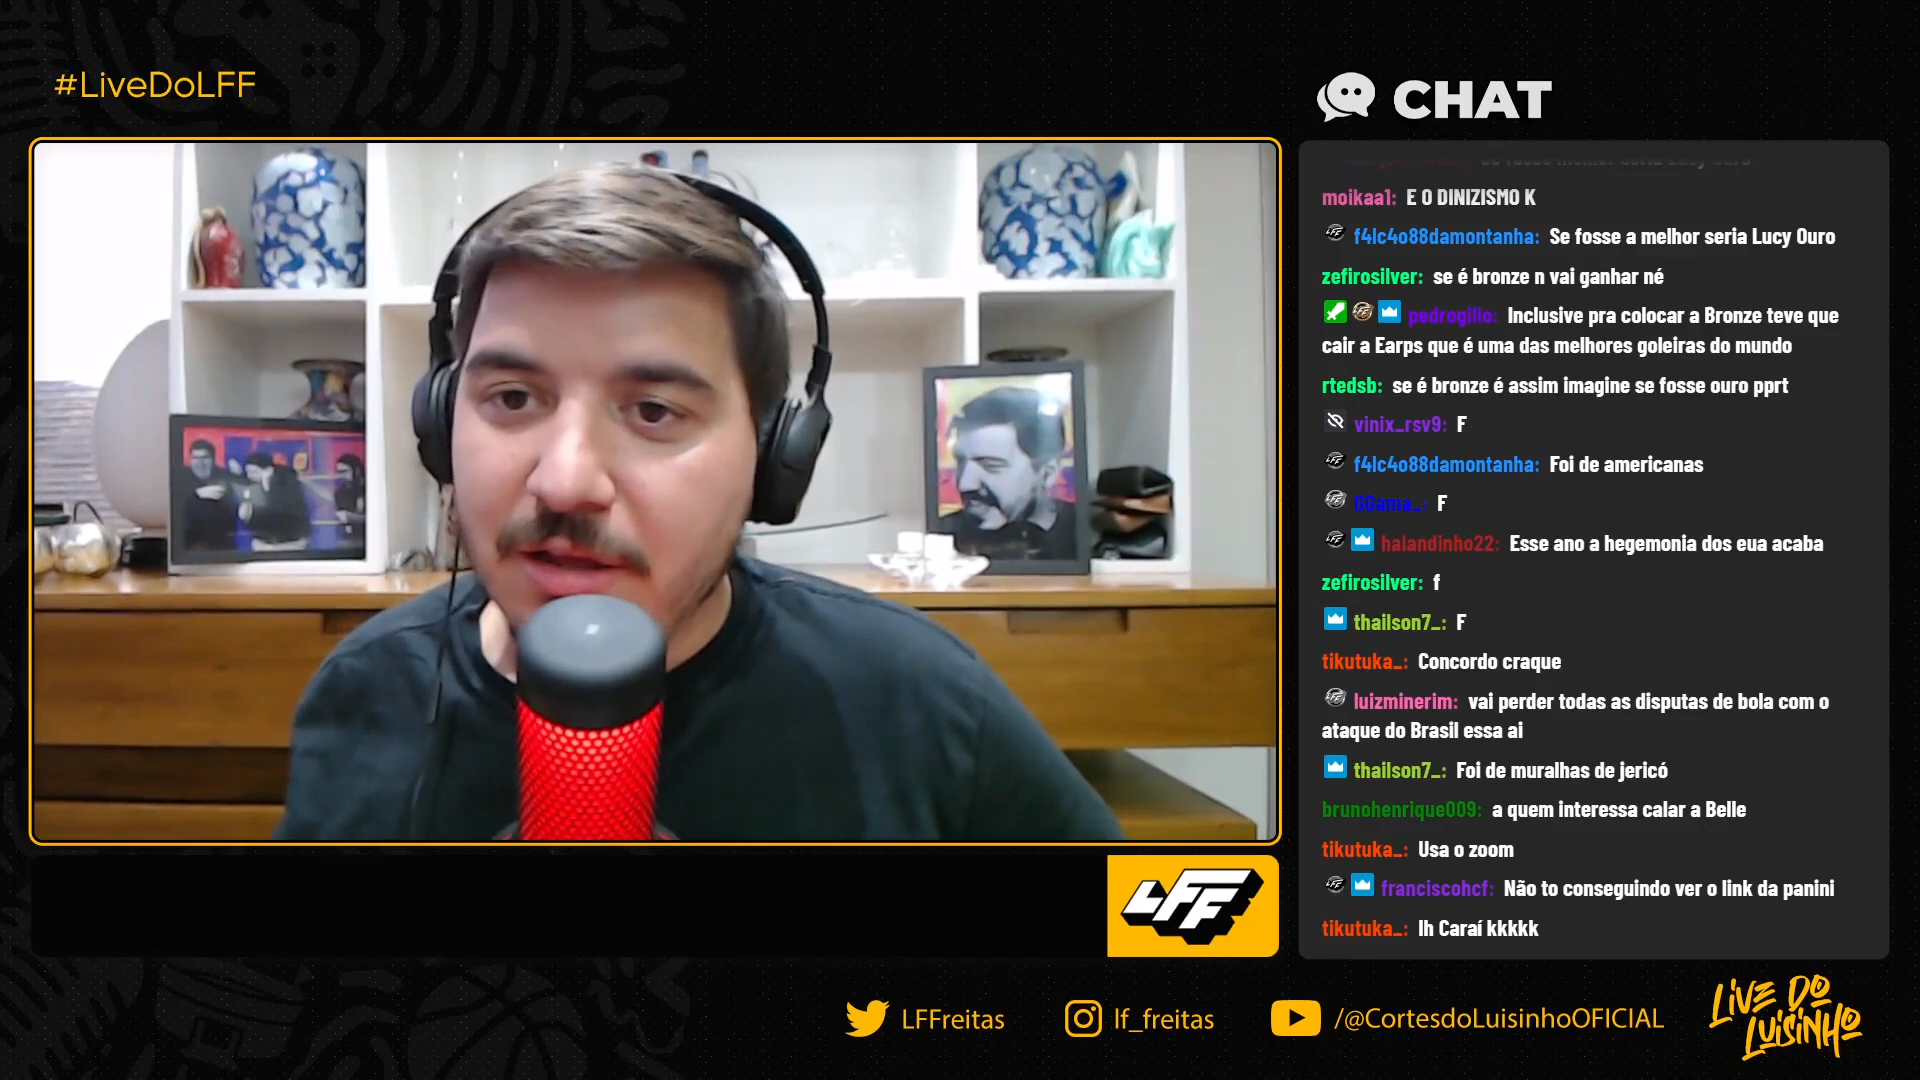 #LiveDoLFF
CHAT
moikaa1: E O DINIZISMO K
f4lc4o88damontanha: Se fosse a melhor seria Lucy Ouro
zefirosilver: se é bronze n vai ganhar né
pedrogilio: Inclusive pra colocar a Bronze teve que
cair a Earps que é uma das melhores goleiras do mundo
rtedsb: se é bronze é assim imagine se fosse ouro pprt
vinix_rsv9: F
f4lc4o88damontanha: Foi de americanas
GGama_: F
halandinho22: Esse ano a hegemonia dos eua acaba
zefirosilver: f
thailson7_: F
tikutuka_: Concordo craque
luizminerim: vai perder todas as disputas de bola com o
ataque do Brasil essa ai
thailson7_: Foi de muralhas de jericó
brunohenrique009: a quem interessa calar a Belle
tikutuka_: Usa o zoom
franciscohcf: Não to conseguindo ver o link da panini
tikutuka_: Ih Caraí kkkkk
LFF
LFFreitas
lf_freitas
/@CortesdoLuisinhoOFICIAL
LIVE DO
LUISINHO